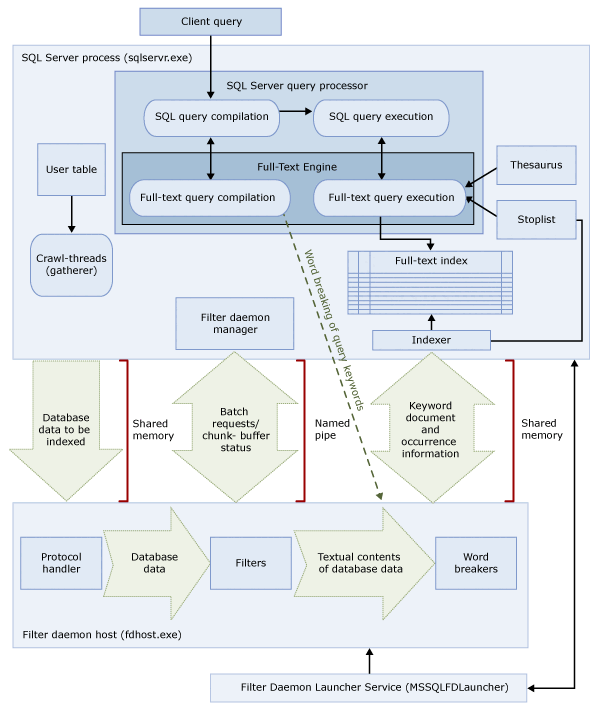 Client query
SQL Server process (sqlservr.exe)
SQL Server query processor
SQL query compilation
SQL query execution
Full-Text Engine
Full-text query compilation
Full-text query execution
User table
Thesaurus
Stoplist
Crawl-threads
(gatherer)
Full-text index
Word breaking of query keywords
Filter daemon
manager
Indexer
Database
data to be
indexed
Shared
memory
Batch
requests/
chunk- buffer
status
Named
pipe
Keyword
document
and
occurrence
information
Shared
memory
Protocol
handler
Database
data
Filters
Textual contents
of database data
Word
breakers
Filter daemon host (fdhost.exe)
Filter Daemon Launcher Service (MSSQLFDLauncher)